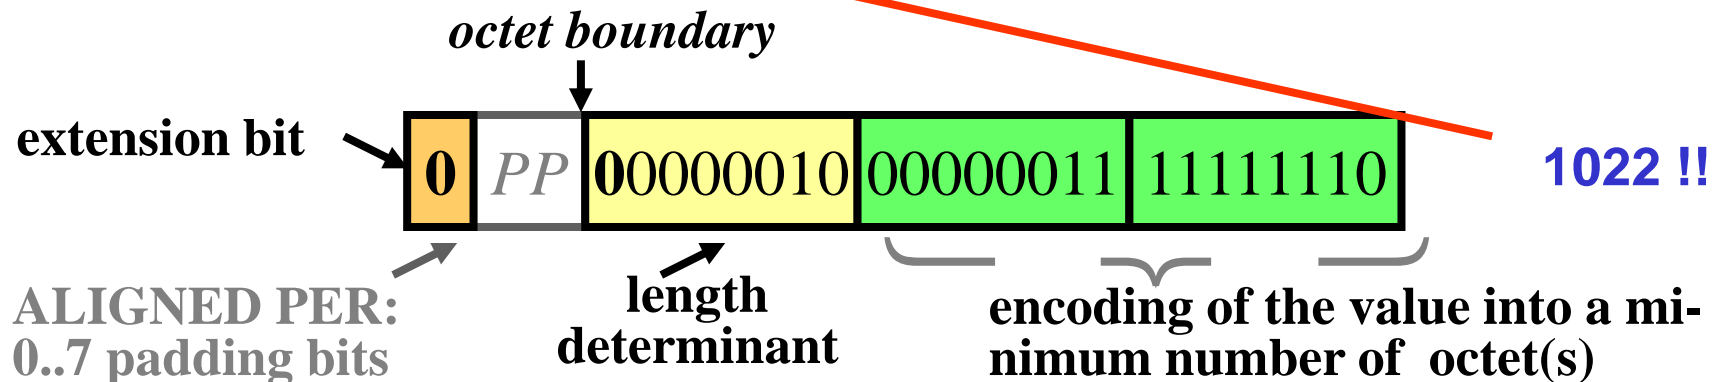 octet boundary
extension bit
0 PP 00000010 00000011 11111110
1022 !!
ALIGNED PER:
0..7 padding bits
length
determinant
encoding of the value into a mi-
nimum number of octet(s)